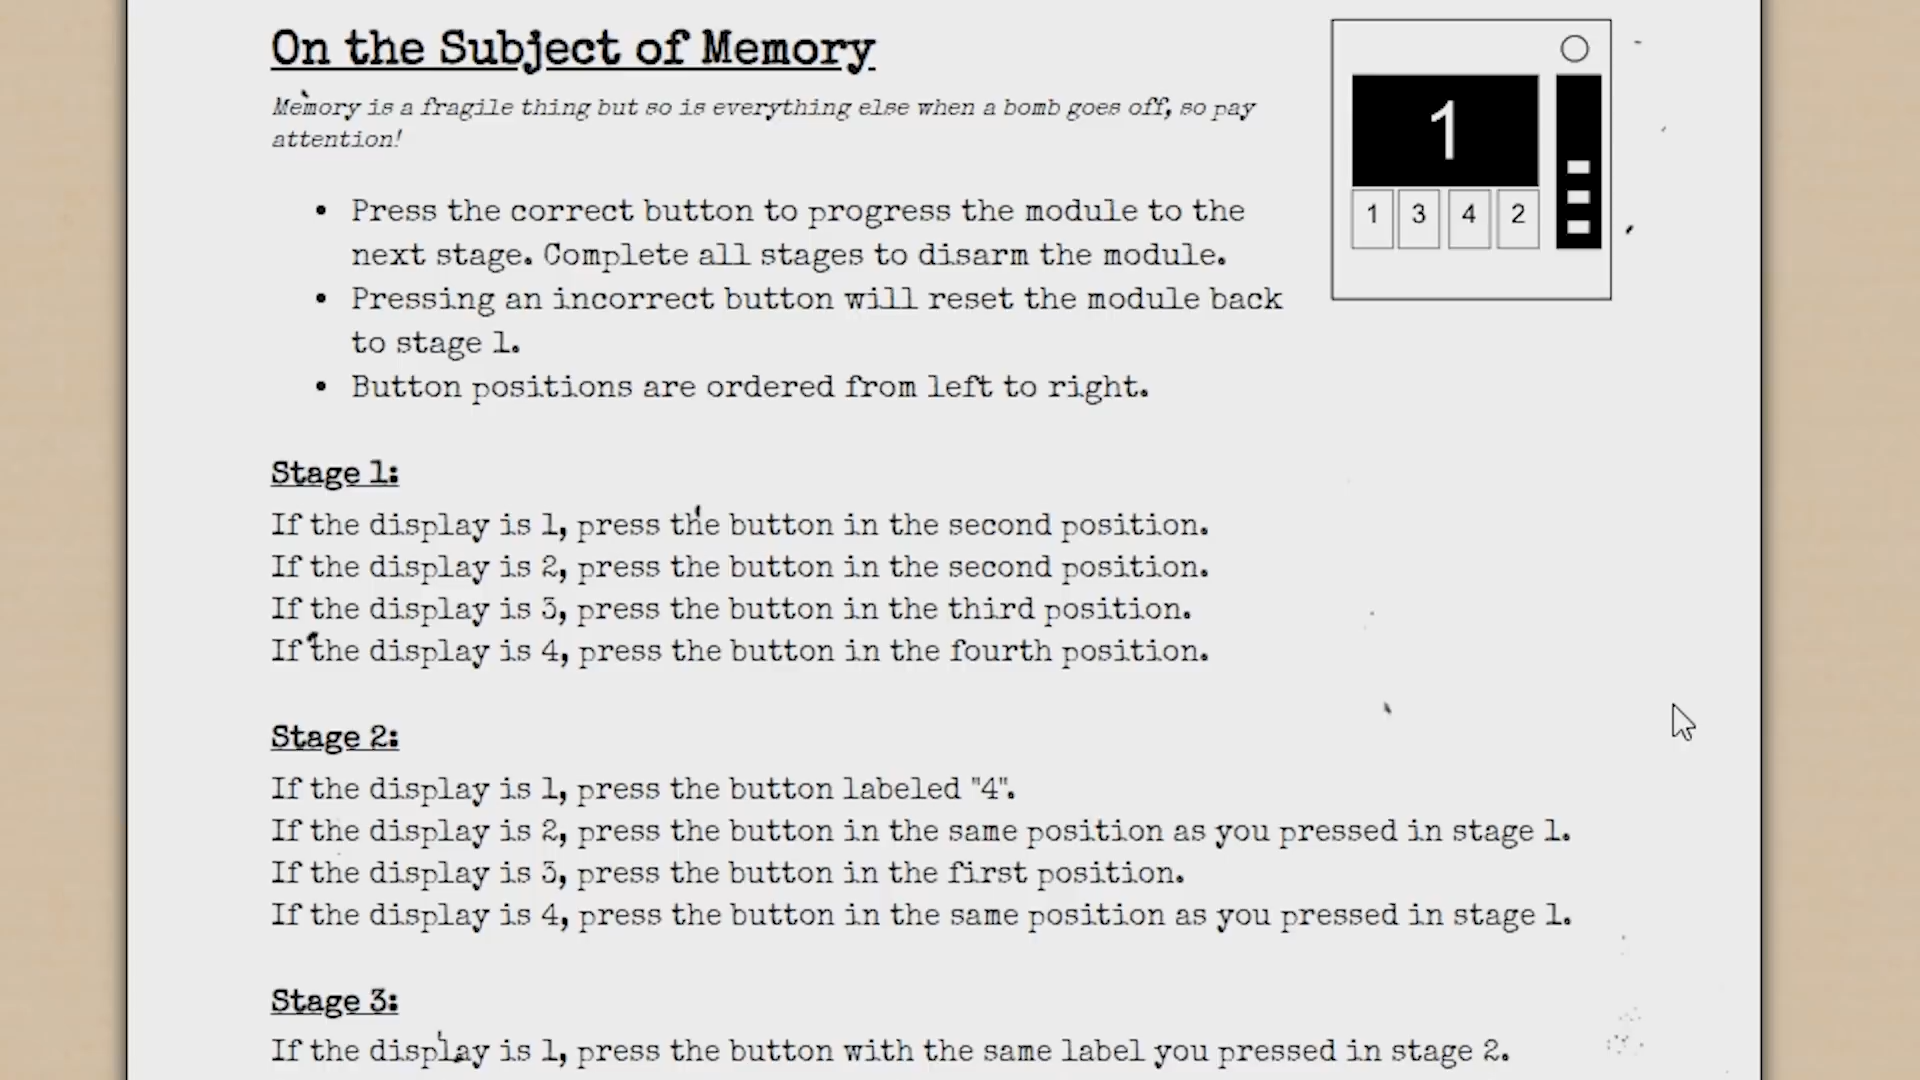 On the Subject of Memory
Memory is a fragile thing but so is everything else when a bomb goes off, so pay
attention!
1
1 3 4 2
• Press the correct button to progress the module to the
next stage. Complete all stages to disarm the module.
• Pressing an incorrect button will reset the module back
to stage 1.
• Button positions are ordered from left to right.
Stage 1:
If the display is 1, press the button in the second position.
If the display is 2, press the button in the second position.
If the display is 3, press the button in the third position.
If the display is 4, press the button in the fourth position.
Stage 2:
If the display is 1, press the button labeled "4".
If the display is 2, press the button in the same position as you pressed in stage 1.
If the display is 3, press the button in the first position.
If the display is 4, press the button in the same position as you pressed in stage 1.
Stage 3:
If the display is 1, press the button with the same label you pressed in stage 2.